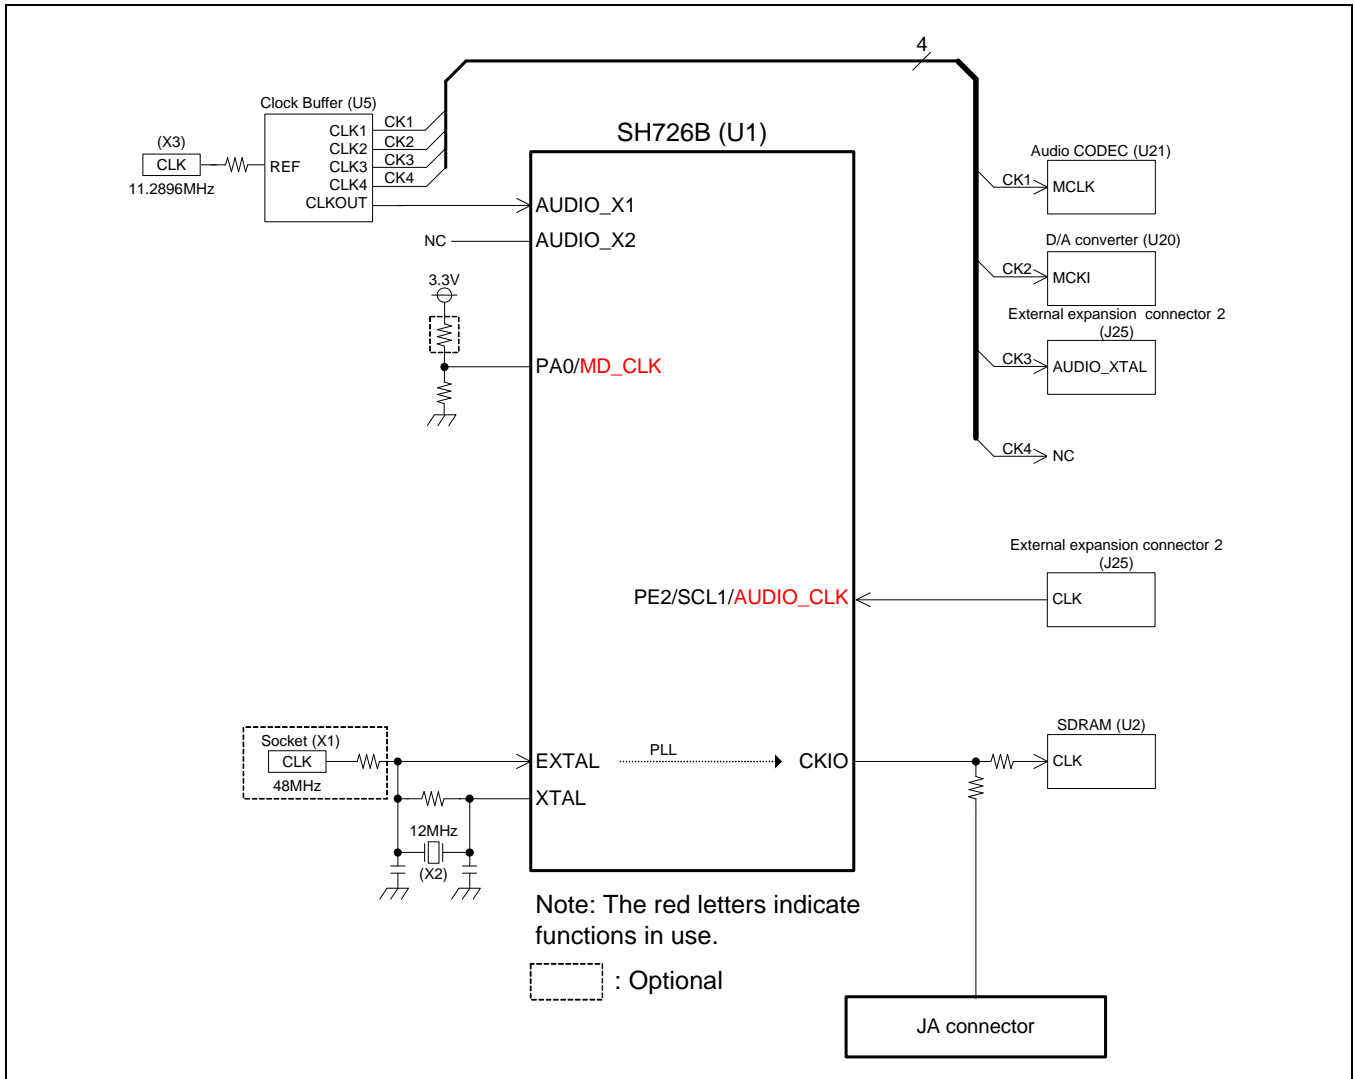 4
Clock Buffer (U5)
CLK1
CK1
CLK2
CK2
CLK3
CK3
CLK4
CK4
CLKOUT
REF
(X3)
CLK
11.2896MHz
SH726B (U1)
AUDIO_X1
NC
AUDIO_X2
3.3V
PA0/MD_CLK
Audio CODEC (U21)
CK1
MCLK
D/A converter (U20)
CK2
MCKI
External expansion connector 2
(J25)
CK3
AUDIO_XTAL
CK4
NC
External expansion connector 2
(J25)
PE2/SCL1/AUDIO_CLK
CLK
Socket (X1)
CLK
48MHz
EXTAL
PLL
CKIO
XTAL
12MHz
(X2)
SDRAM (U2)
CLK
Note: The red letters indicate
functions in use.
: Optional
JA connector